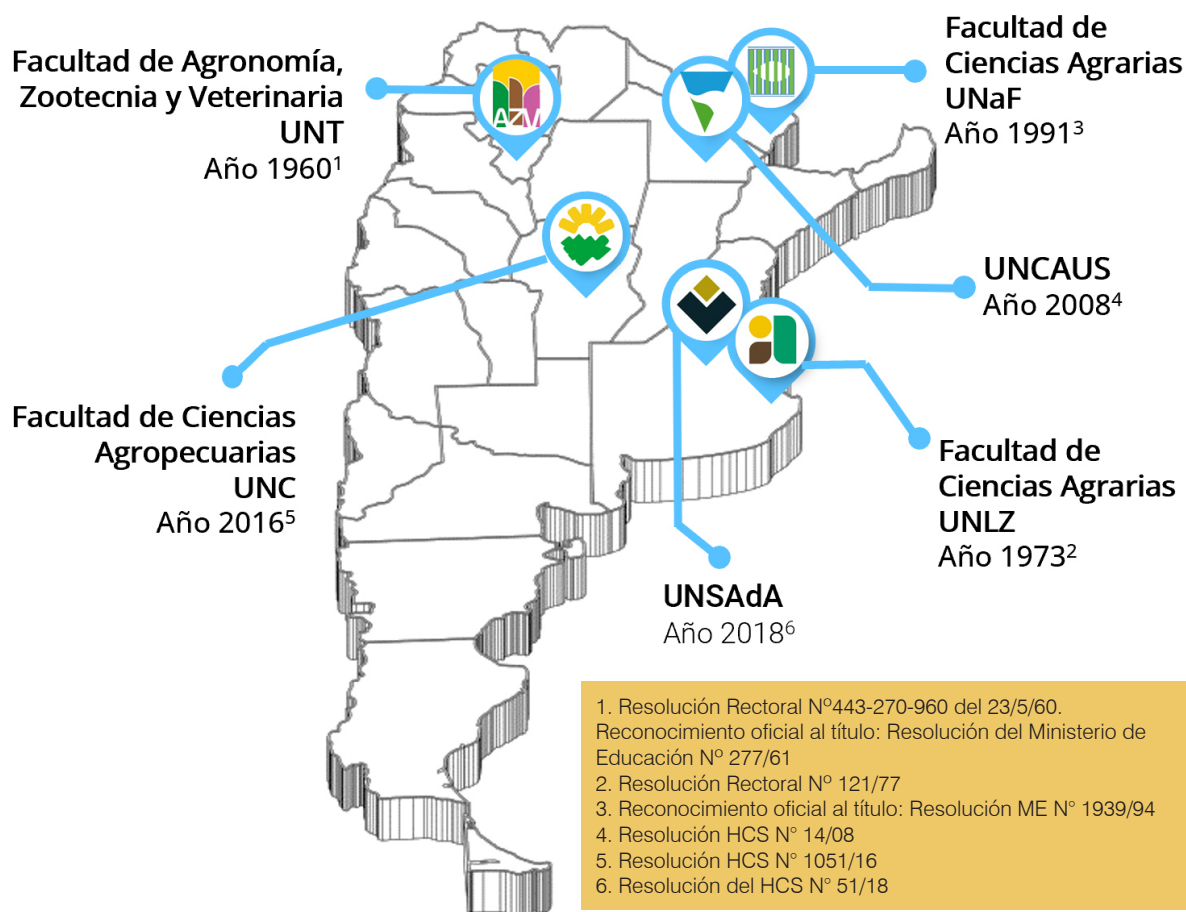 Facultad de Agronomía,
Zootecnia y Veterinaria
UNT
Año 1960¹
AZV
Facultad de
Ciencias Agrarias
UNaF
Año 1991³
UNCAUS
Año 2008⁴
Facultad de Ciencias
Agropecuarias
UNC
Año 2016⁵
Facultad de
Ciencias Agrarias
UNLZ
Año 1973²
UNSAdA
Año 2018⁶
1. Resolución Rectoral Nº443-270-960 del 23/5/60.
Reconocimiento oficial al título: Resolución del Ministerio de
Educación Nº 277/61
2. Resolución Rectoral Nº 121/77
3. Reconocimiento oficial al título: Resolución ME N° 1939/94
4. Resolución HCS N° 14/08
5. Resolución HCS N° 1051/16
6. Resolución del HCS N° 51/18